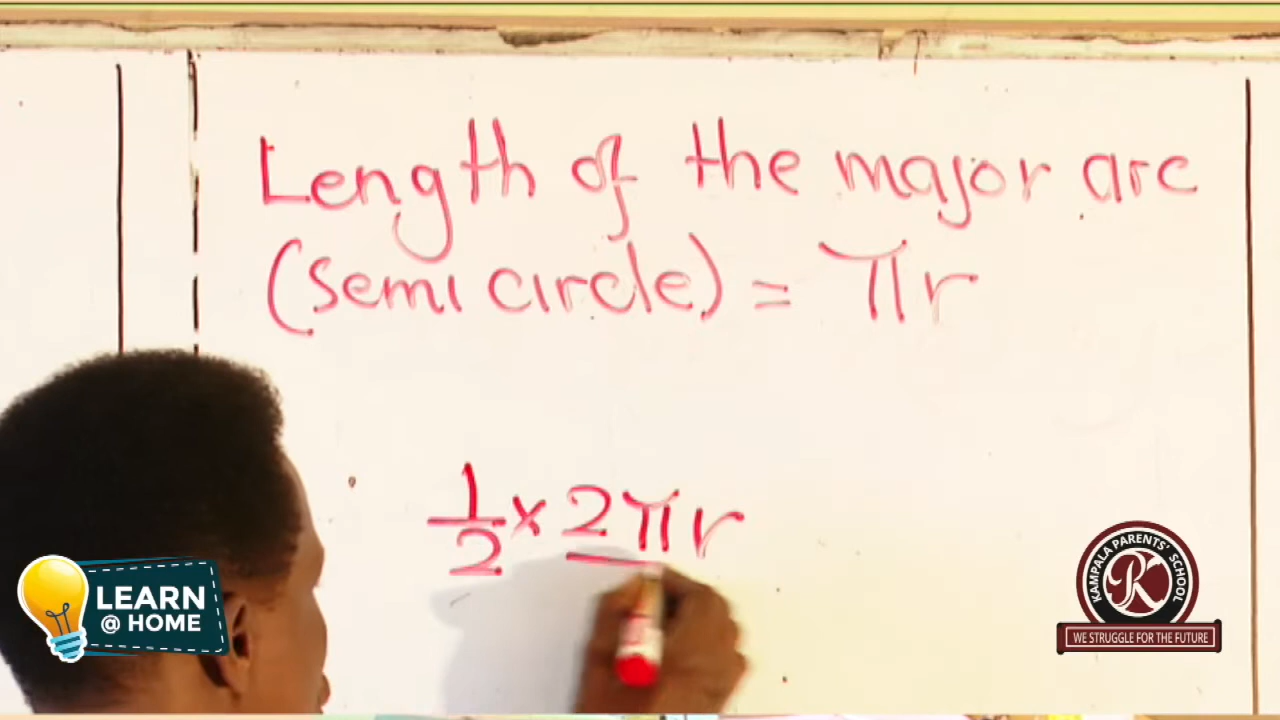 Length of the major arc
(semi circle) = πr
1/2 × 2πr
LEARN
@ HOME
KAMPALA PARENTS' SCHOOL
WE STRUGGLE FOR THE FUTURE